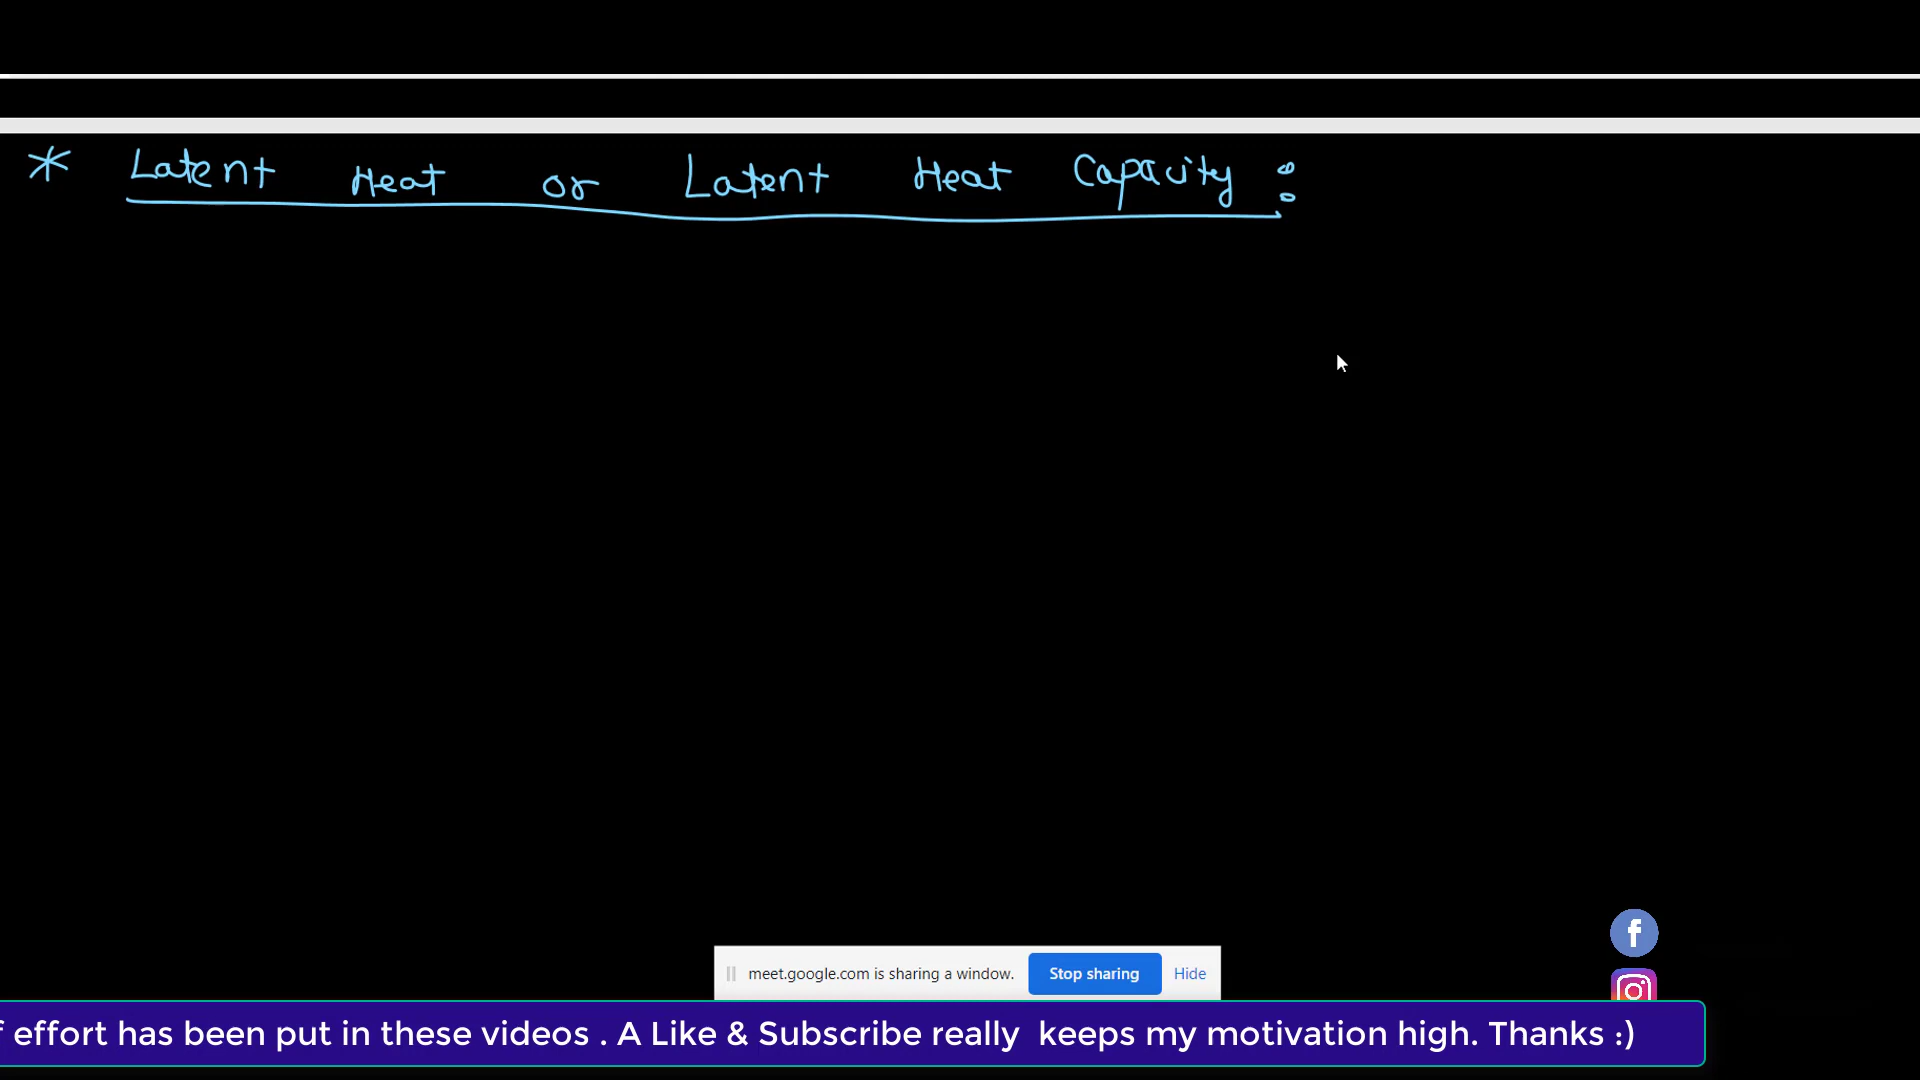 * Latent Heat or Latent Heat Capacity :
meet.google.com is sharing a window. Stop sharing Hide
effort has been put in these videos . A Like & Subscribe really keeps my motivation high. Thanks :)